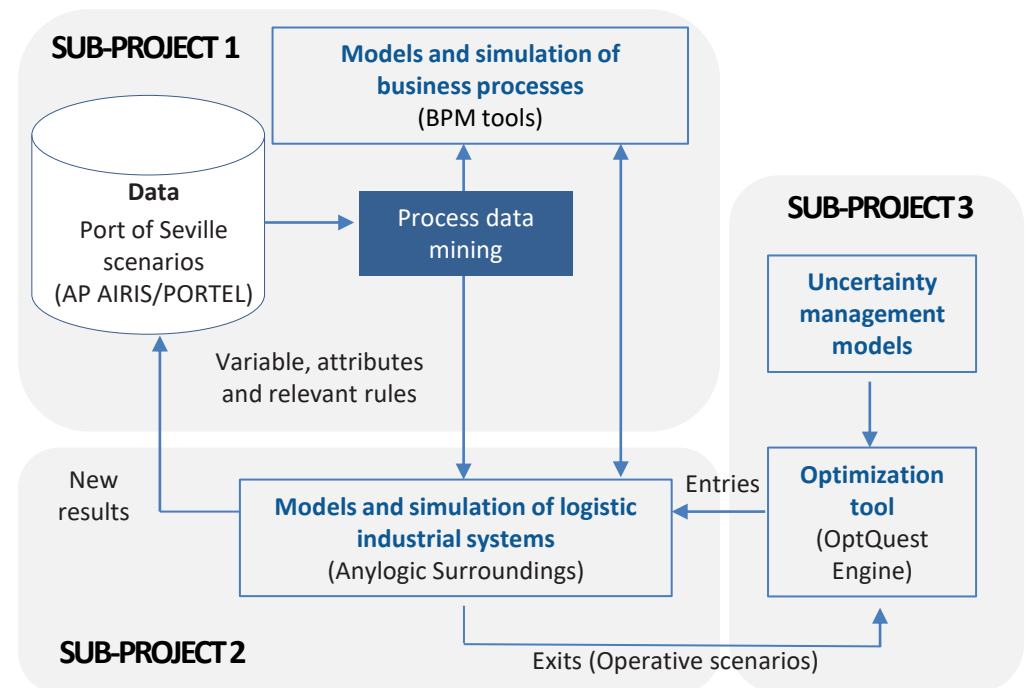 SUB-PROJECT 1
Models and simulation of
business processes
(BPM tools)
Data
Port of Seville
scenarios
(AP AIRIS/PORTEL)
Process data
mining
Variable, attributes
and relevant rules
SUB-PROJECT 3
Uncertainty
management
models
New
results
Models and simulation of logistic
industrial systems
(Anylogic Surroundings)
Entries
Optimization
tool
(OptQuest
Engine)
SUB-PROJECT 2
Exits (Operative scenarios)